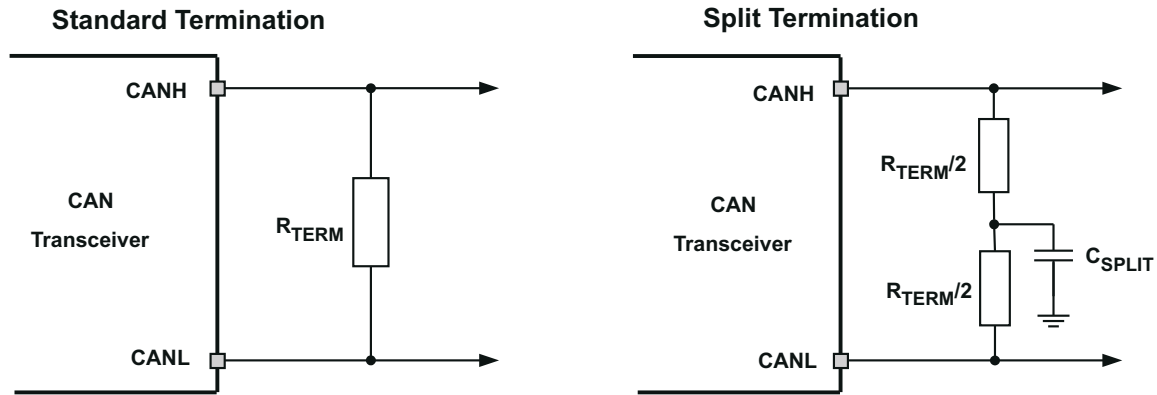 Standard Termination
CANH
CAN
Transceiver
RTERM
CANL
Split Termination
CANH
RTERM/2
CAN
Transceiver
CSPLIT
RTERM/2
CANL